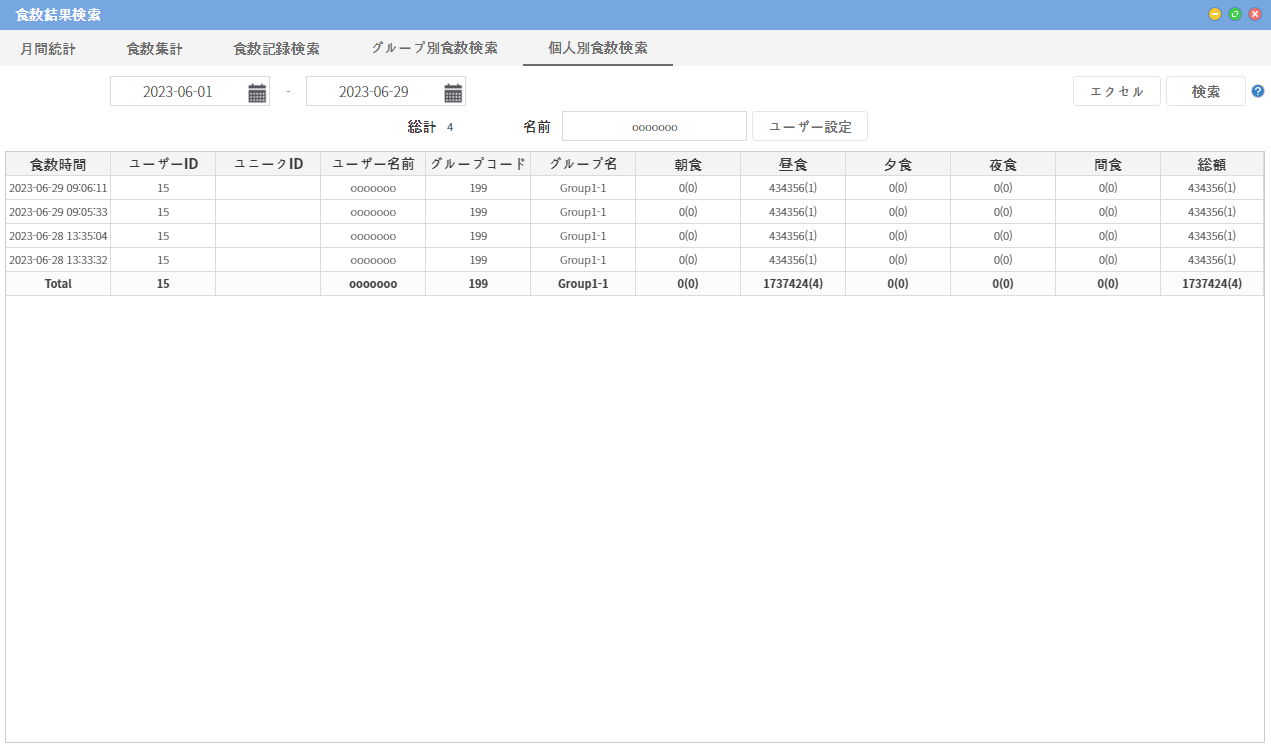 食数結果検索
月間統計 食数集計 食数記録検索 グループ別食数検索 個人別食数検索
2023-06-01 - 2023-06-29 エクセル 検索 ?
総計 4 名前 ooooooo ユーザー設定
食数時間 ユーザーID ユニークID ユーザー名前 グループコード グループ名 朝食 昼食 夕食 夜食 間食 総額
2023-06-29 09:06:11 15 ooooooo 199 Group1-1 0(0) 434356(1) 0(0) 0(0) 0(0) 434356(1)
2023-06-29 09:05:33 15 ooooooo 199 Group1-1 0(0) 434356(1) 0(0) 0(0) 0(0) 434356(1)
2023-06-28 13:35:04 15 ooooooo 199 Group1-1 0(0) 434356(1) 0(0) 0(0) 0(0) 434356(1)
2023-06-28 13:33:32 15 ooooooo 199 Group1-1 0(0) 434356(1) 0(0) 0(0) 0(0) 434356(1)
Total 15 ooooooo 199 Group1-1 0(0) 1737424(4) 0(0) 0(0) 0(0) 1737424(4)